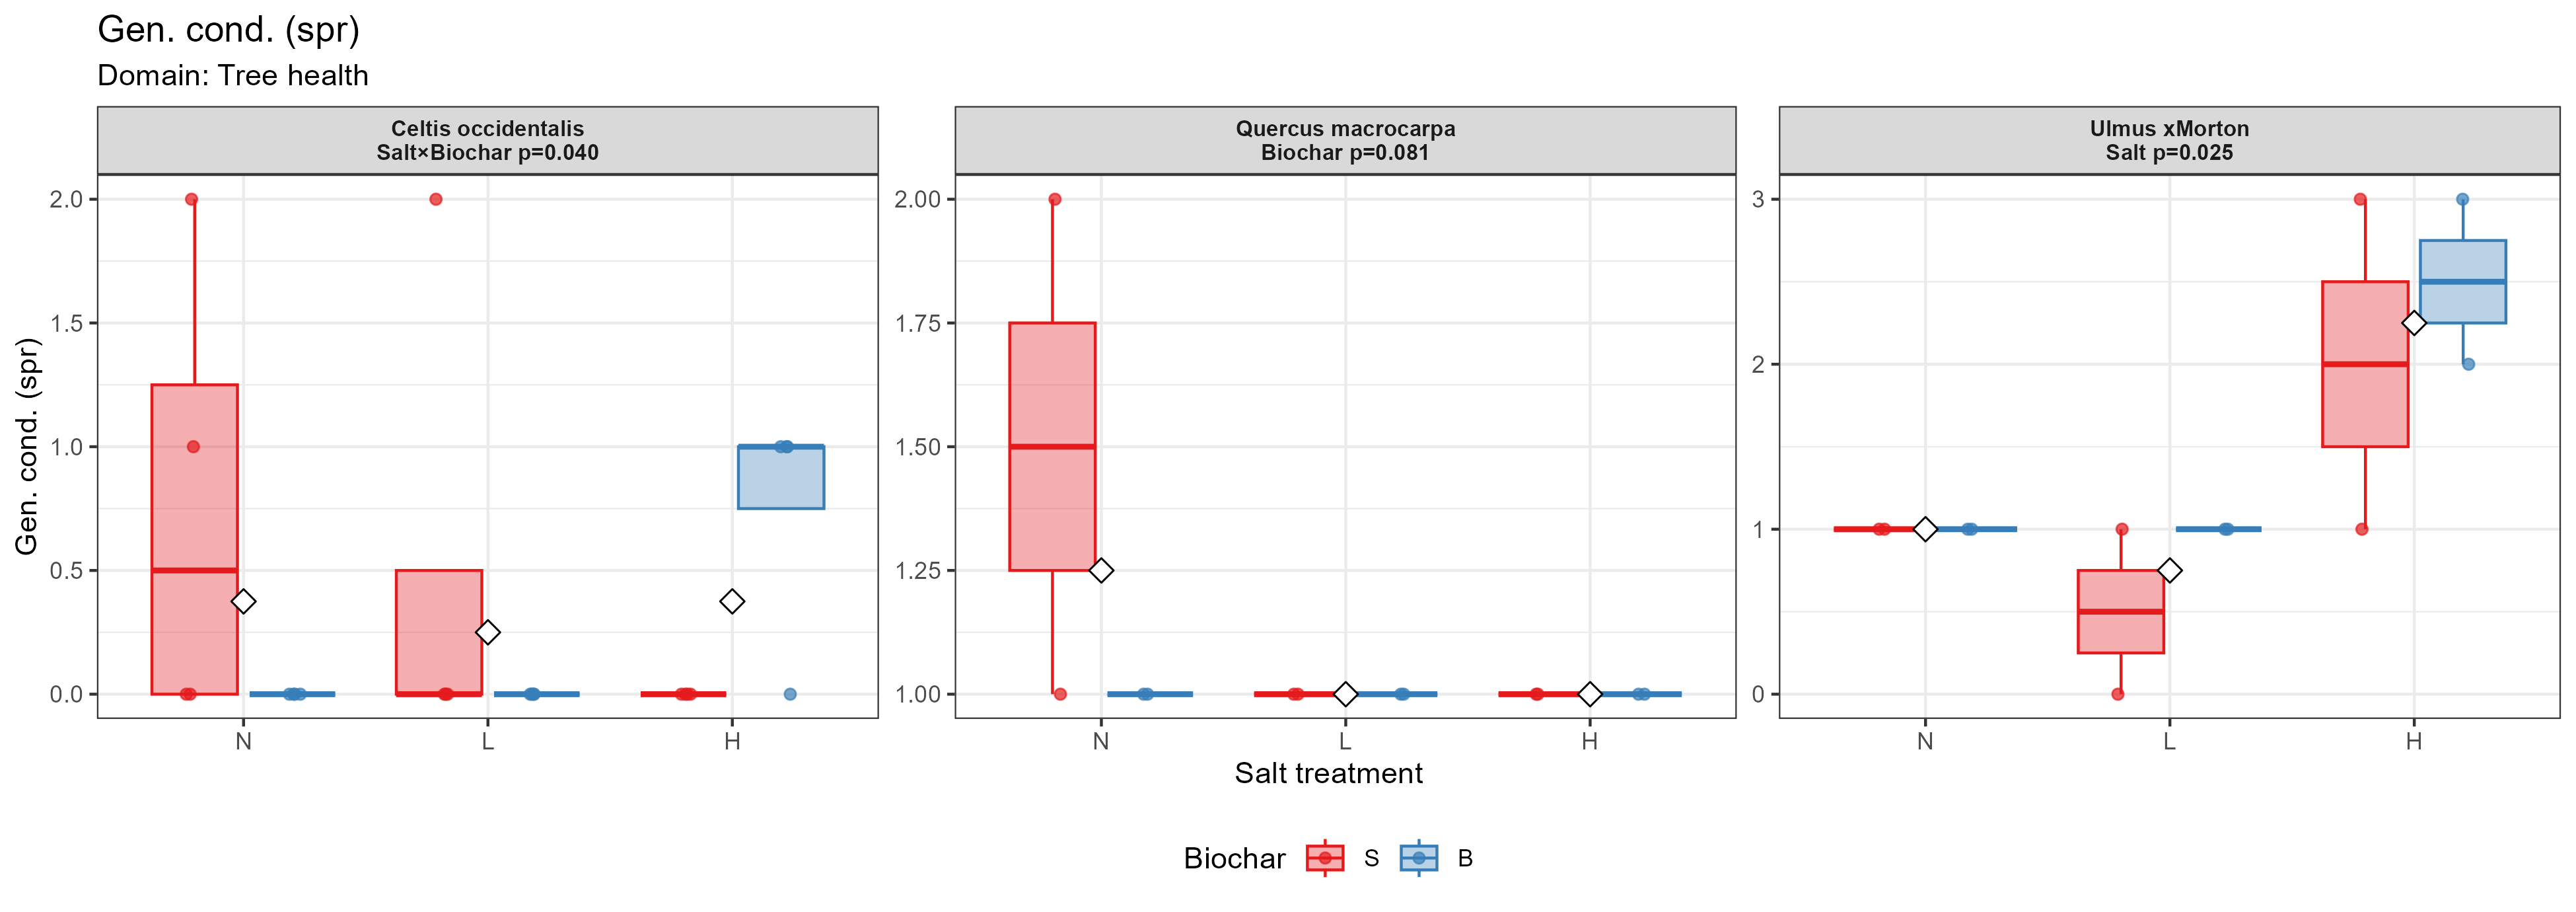 Gen. cond. (spr)
Domain: Tree health
Celtis occidentalis
Salt×Biochar p=0.040
Quercus macrocarpa
Biochar p=0.081
Ulmus xMorton
Salt p=0.025
Gen. cond. (spr)
2.0
1.5
1.0
0.5
0.0
2.00
1.75
1.50
1.25
1.00
3
2
1
0
N L H
N L H
N L H
Salt treatment
Biochar S B